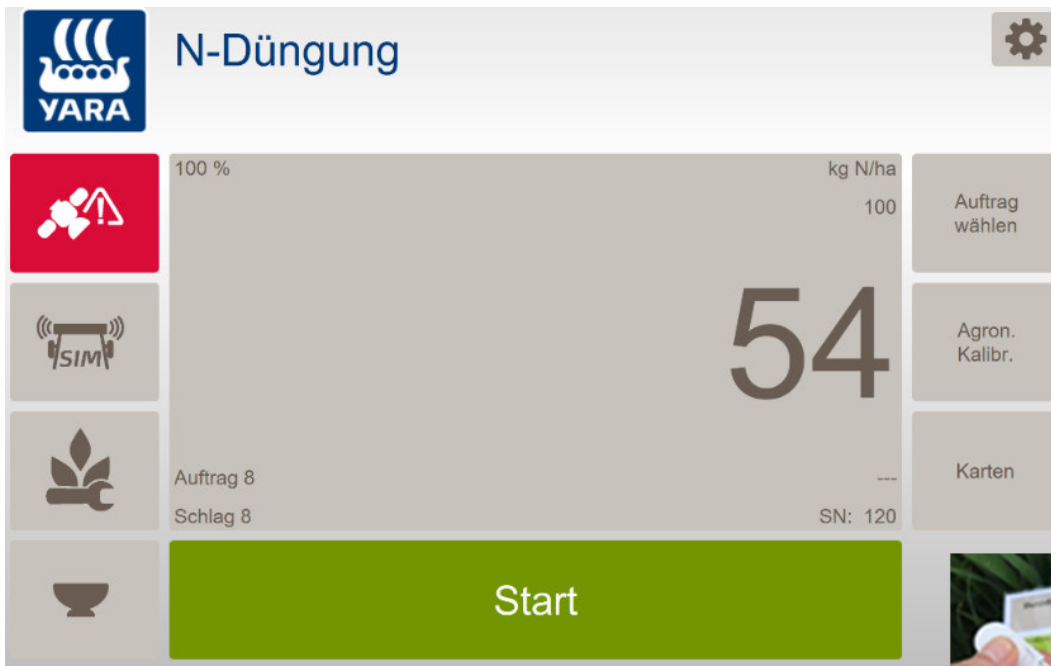 YARA
N-Düngung
100 %
kg N/ha
100
Auftrag
wählen
SIM
54
Agron.
Kalibr.
Auftrag 8
---
Karten
Schlag 8
SN: 120
Start